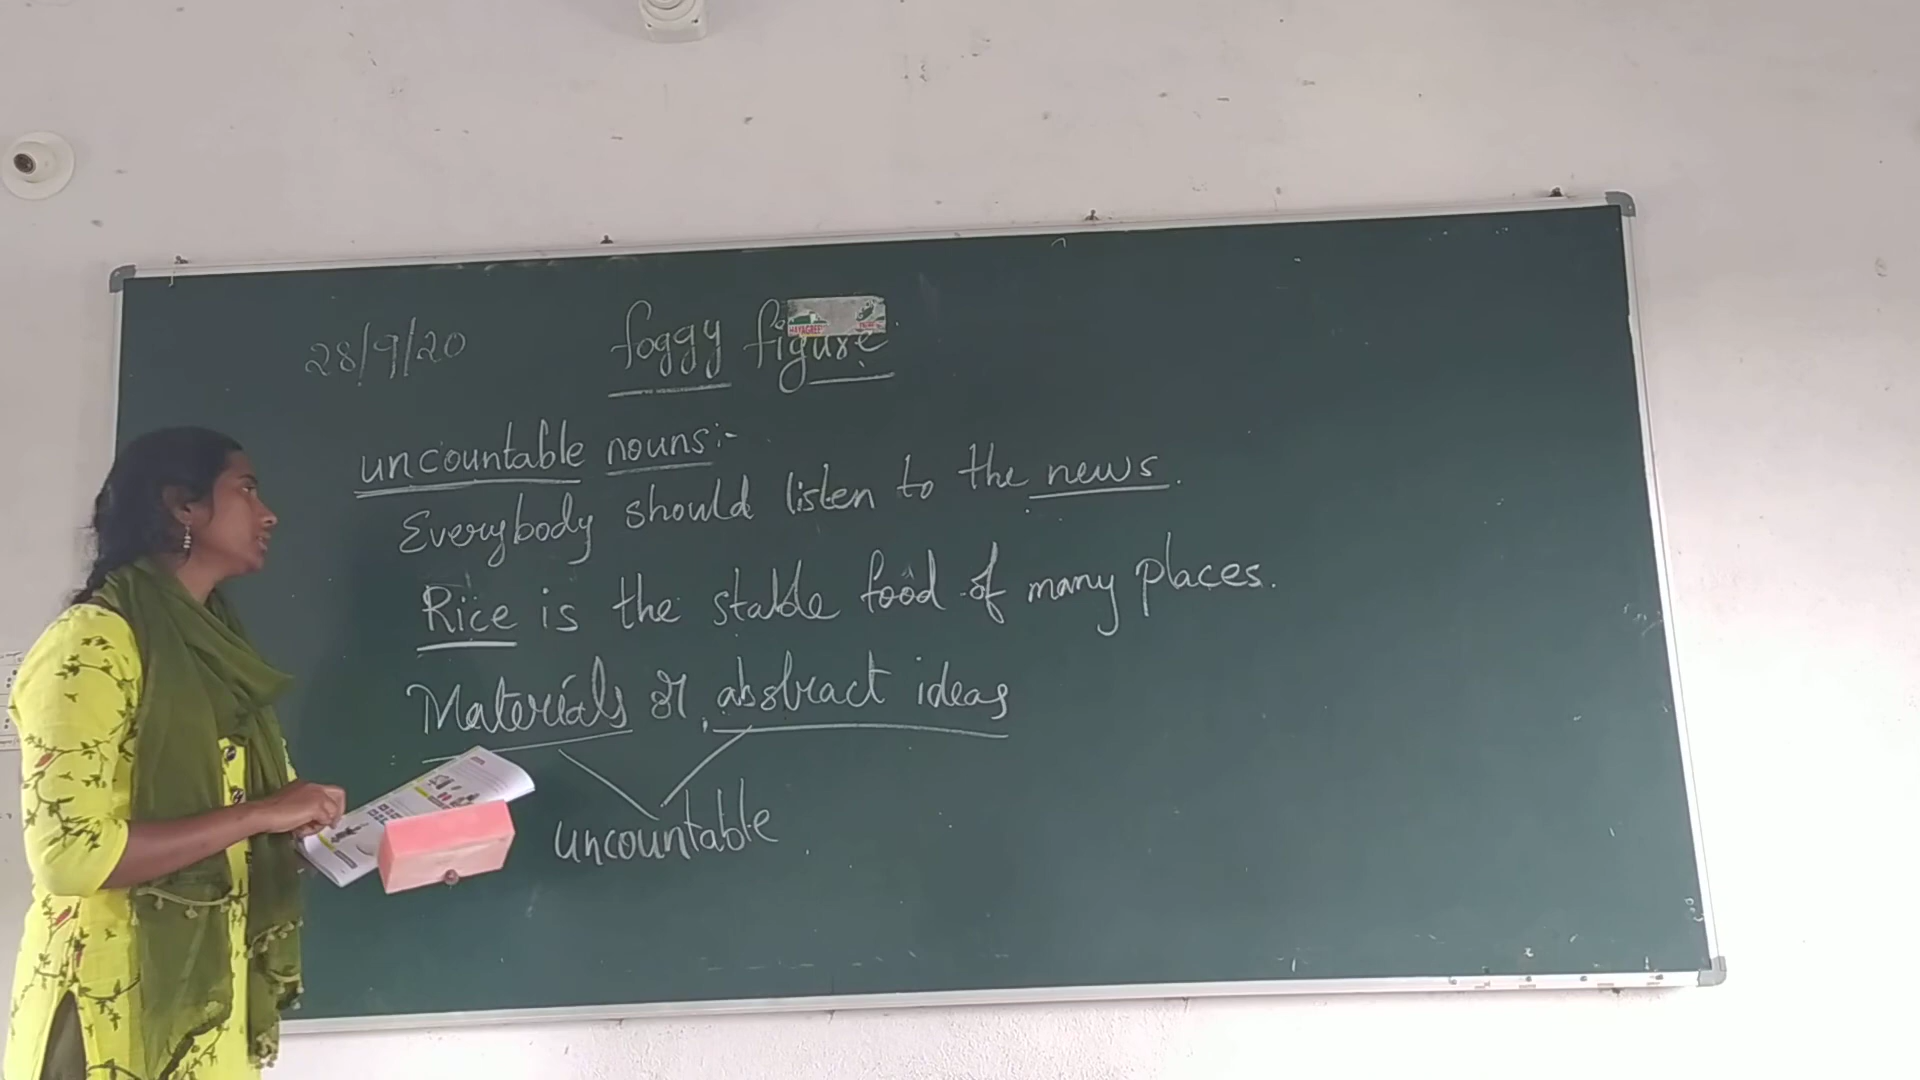 28/9/20
foggy figure
uncountable nouns:-
Everybody should listen to the news.
Rice is the stable food of many places.
Materials or abstract ideas
uncountable